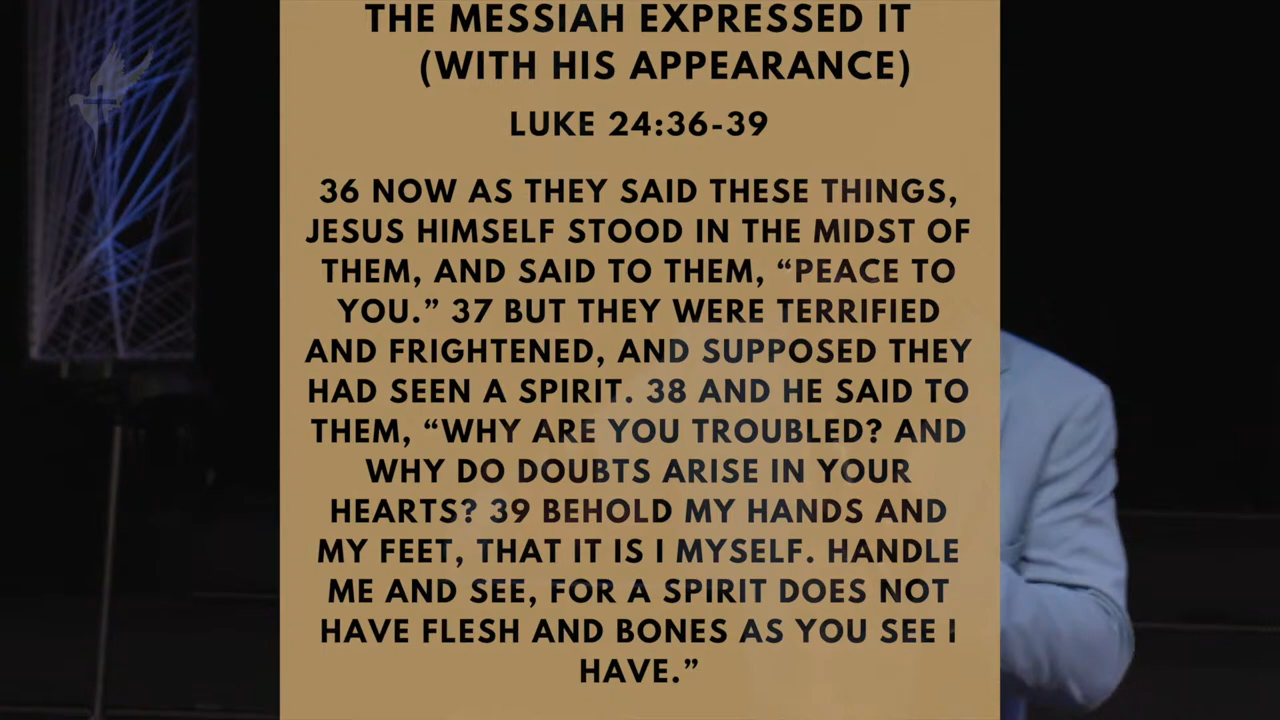 THE MESSIAH EXPRESSED IT
(WITH HIS APPEARANCE)
LUKE 24:36-39
36 NOW AS THEY SAID THESE THINGS,
JESUS HIMSELF STOOD IN THE MIDST OF
THEM, AND SAID TO THEM, “PEACE TO
YOU.” 37 BUT THEY WERE TERRIFIED
AND FRIGHTENED, AND SUPPOSED THEY
HAD SEEN A SPIRIT. 38 AND HE SAID TO
THEM, “WHY ARE YOU TROUBLED? AND
WHY DO DOUBTS ARISE IN YOUR
HEARTS? 39 BEHOLD MY HANDS AND
MY FEET, THAT IT IS I MYSELF. HANDLE
ME AND SEE, FOR A SPIRIT DOES NOT
HAVE FLESH AND BONES AS YOU SEE I
HAVE.”